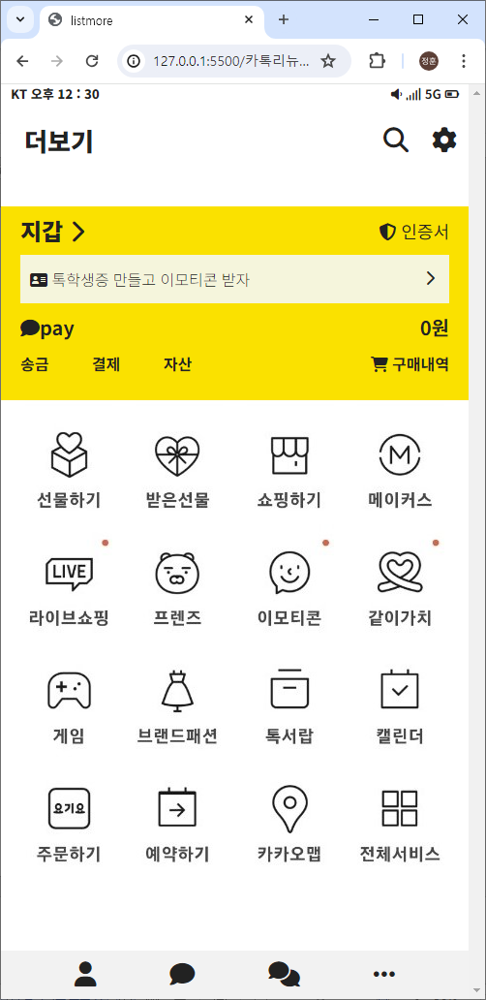 listmore
127.0.0.1:5500/카톡리뉴...
정훈
KT 오후 12 : 30 5G
더보기
지갑 인증서
톡학생증 만들고 이모티콘 받자
pay 0원
송금 결제 자산 구매내역
M
선물하기 받은선물 쇼핑하기 메이커스
LIVE
라이브쇼핑 프렌즈 이모티콘 같이가치
게임 브랜드패션 톡서랍 캘린더
요기요
주문하기 예약하기 카카오맵 전체서비스